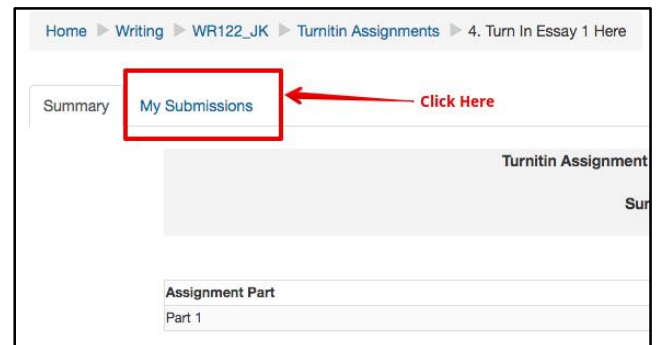 Home ▶ Writing ▶ WR122_JK ▶ Turnitin Assignments ▶ 4. Turn In Essay 1 Here
Summary My Submissions Click Here
Turnitin Assignment
Assignment Part
Part 1